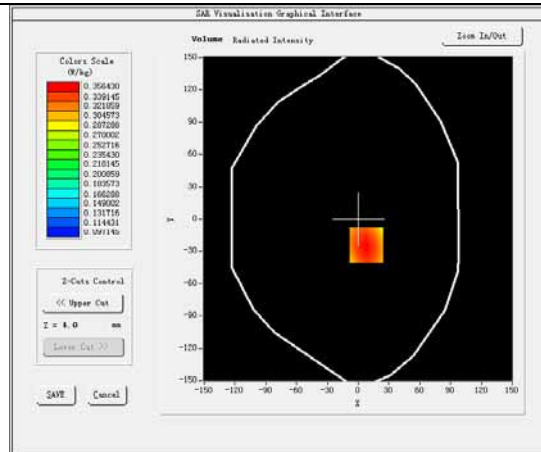 SAR Visualisation Graphical Interface
Volume Radiated Intensity
Zoom In/Out
Colors Scale
(W/kg)
0.356430
0.339145
0.321859
0.304573
0.287288
0.270002
0.252716
0.235430
0.218145
0.200859
0.183573
0.166288
0.149002
0.131716
0.114431
0.097145
Z-Cuts Control
<< Upper Cut
Z = 4.0 mm
Lower Cut >>
SAVE
Cancel
150
120
90
60
30
0
-30
-60
-90
-120
-150
Y
-150 -120 -90 -60 -30 0 30 60 90 120 150
X